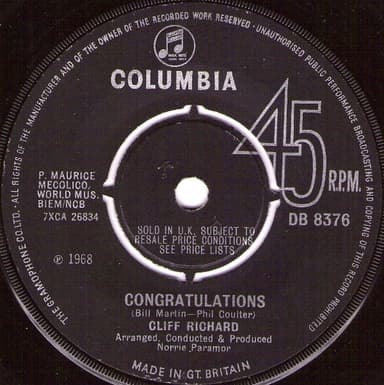 ALL RIGHTS OF THE MANUFACTURER AND OF THE OWNER OF THE RECORDED WORK RESERVED · UNAUTHORISED PUBLIC PERFORMANCE BROADCASTING AND COPYING OF THIS RECORD PROHIBITED
THE GRAMOPHONE CO. LTD.
COLUMBIA
45
R.P.M.
P. MAURICE
MECOLICO,
WORLD MUS.
BIEM/NCB
7XCA 26834
DB 8376
SOLD IN U.K. SUBJECT TO
RESALE PRICE CONDITIONS,
SEE PRICE LISTS
℗ 1968
CONGRATULATIONS
(Bill Martin—Phil Coulter)
CLIFF RICHARD
Arranged, Conducted & Produced
Norrie Paramor
MADE IN GT. BRITAIN